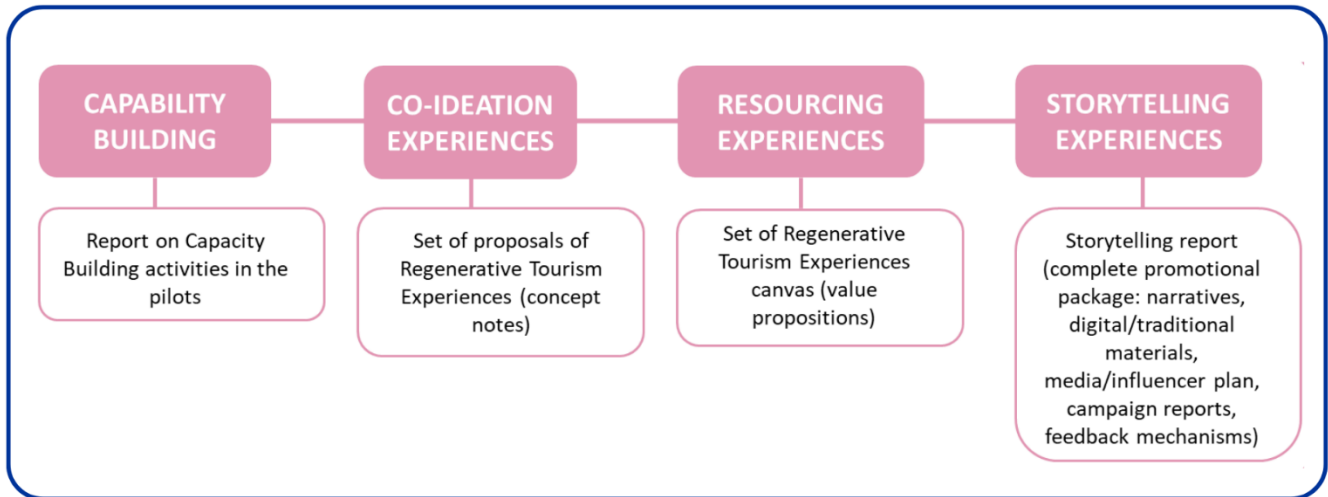 CAPABILITY
BUILDING
CO-IDEATION
EXPERIENCES
RESOURCING
EXPERIENCES
STORYTELLING
EXPERIENCES
Report on Capacity
Building activities in the
pilots
Set of proposals of
Regenerative Tourism
Experiences (concept
notes)
Set of Regenerative
Tourism Experiences
canvas (value
propositions)
Storytelling report
(complete promotional
package: narratives,
digital/traditional
materials,
media/influencer plan,
campaign reports,
feedback mechanisms)